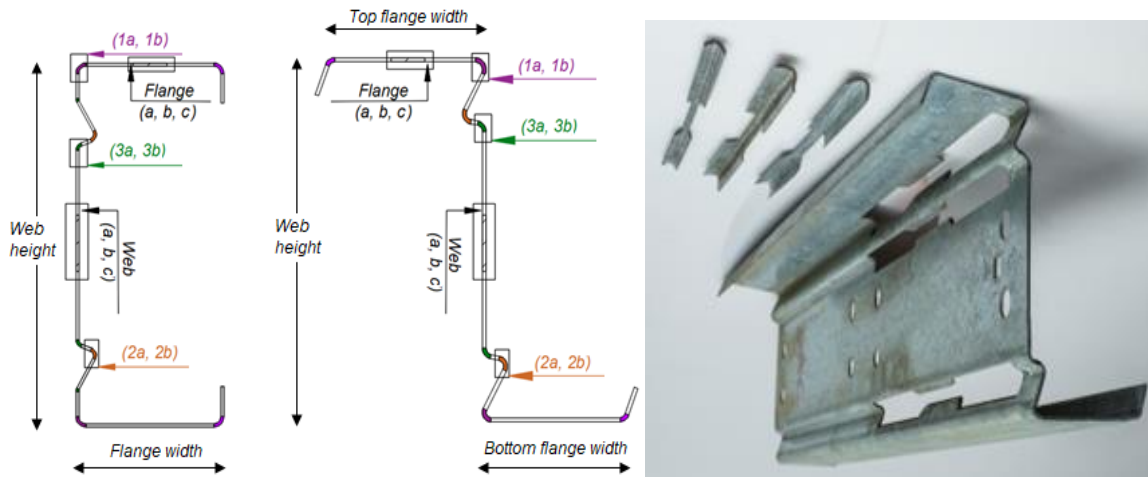 (1a, 1b)
Flange
(a, b, c)
(3a, 3b)
Web
height
Web
(a, b, c)
(2a, 2b)
Flange width
Top flange width
(1a, 1b)
Flange
(a, b, c)
(3a, 3b)
Web
height
Web
(a, b, c)
(2a, 2b)
Bottom flange width